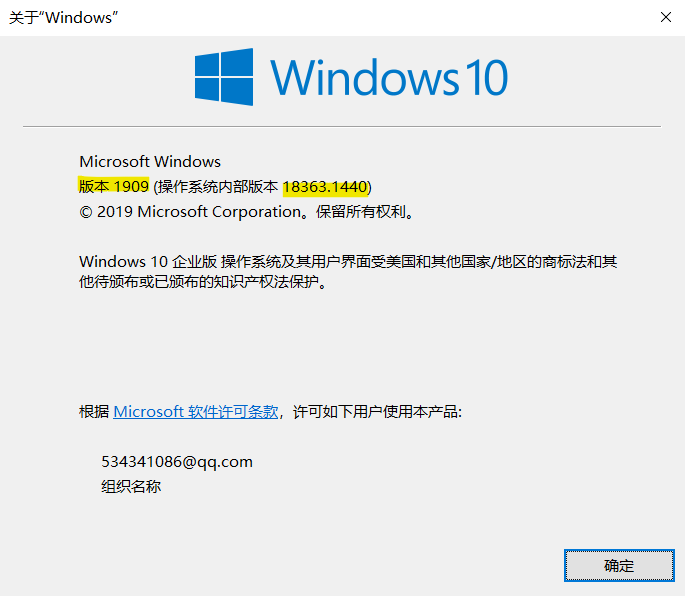 关于“Windows”
Windows 10
Microsoft Windows
版本 1909 (操作系统内部版本 18363.1440)
© 2019 Microsoft Corporation。保留所有权利。
Windows 10 企业版 操作系统及其用户界面受美国和其他国家/地区的商标法和其
他待颁布或已颁布的知识产权法保护。
根据 Microsoft 软件许可条款，许可如下用户使用本产品:
534341086@qq.com
组织名称
确定